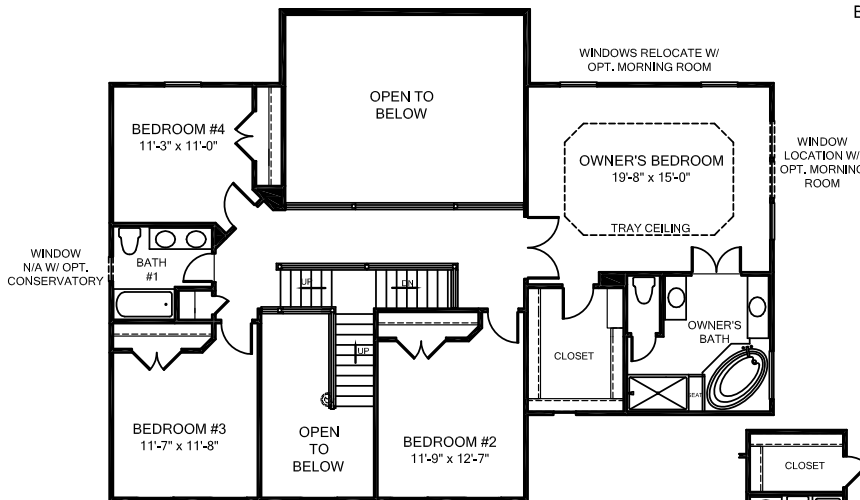 E
WINDOWS RELOCATE W/
OPT. MORNING ROOM
OPEN TO
BELOW
BEDROOM #4
11'-3" x 11'-0"
OWNER'S BEDROOM
19'-8" x 15'-0"
TRAY CEILING
WINDOW
LOCATION W/
OPT. MORNING
ROOM
WINDOW
N/A W/ OPT.
CONSERVATORY
BATH
#1
UP
DN
UP
OWNER'S
BATH
CLOSET
SEAT
BEDROOM #3
11'-7" x 11'-8"
OPEN
TO
BELOW
BEDROOM #2
11'-9" x 12'-7"
CLOSET